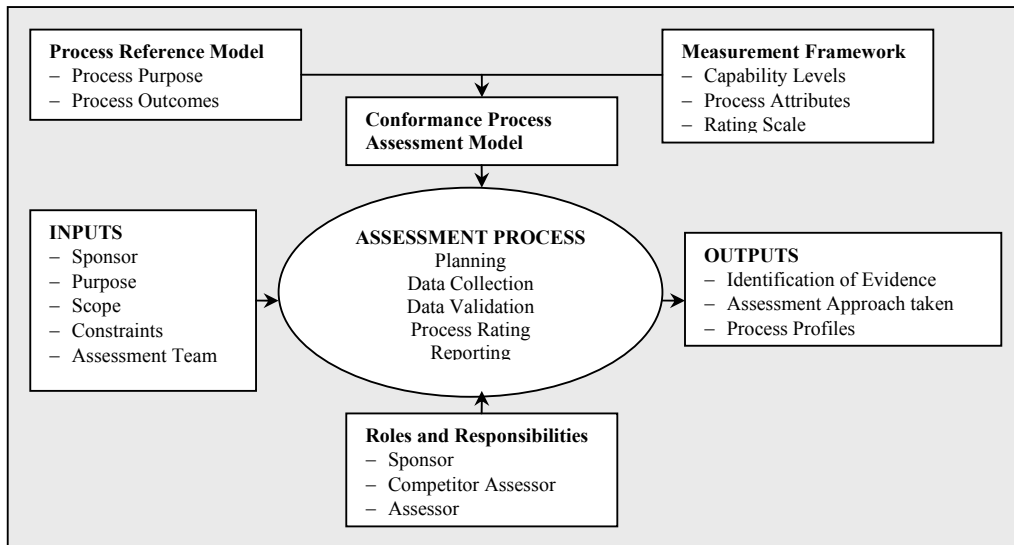 Process Reference Model
– Process Purpose
– Process Outcomes
Measurement Framework
– Capability Levels
– Process Attributes
– Rating Scale
Conformance Process
Assessment Model
INPUTS
– Sponsor
– Purpose
– Scope
– Constraints
– Assessment Team
ASSESSMENT PROCESS
Planning
Data Collection
Data Validation
Process Rating
Reporting
OUTPUTS
– Identification of Evidence
– Assessment Approach taken
– Process Profiles
Roles and Responsibilities
– Sponsor
– Competitor Assessor
– Assessor